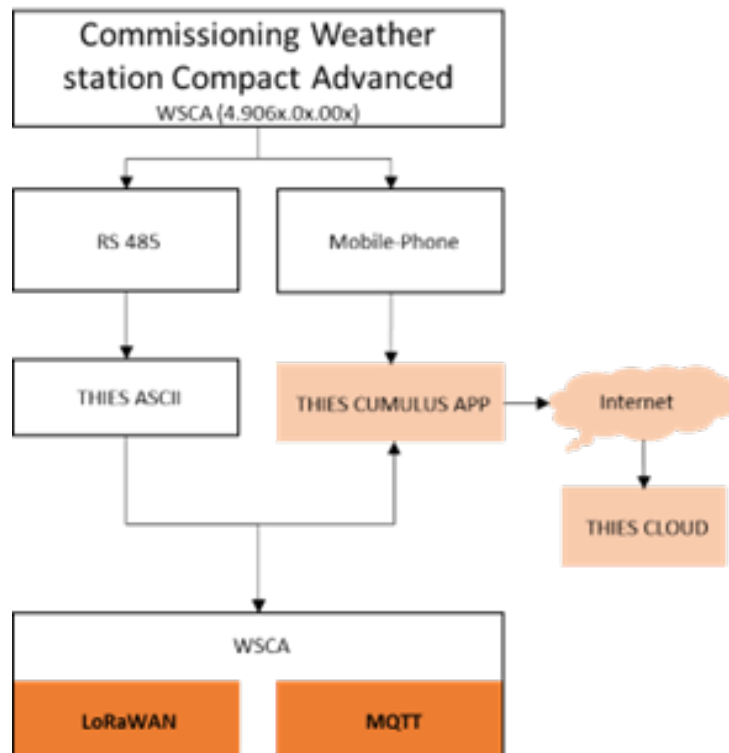 Commissioning Weather
station Compact Advanced
WSCA (4.906x.0x.00x)
RS 485
Mobile-Phone
THIES ASCII
THIES CUMULUS APP
Internet
THIES CLOUD
WSCA
LoRaWAN
MQTT